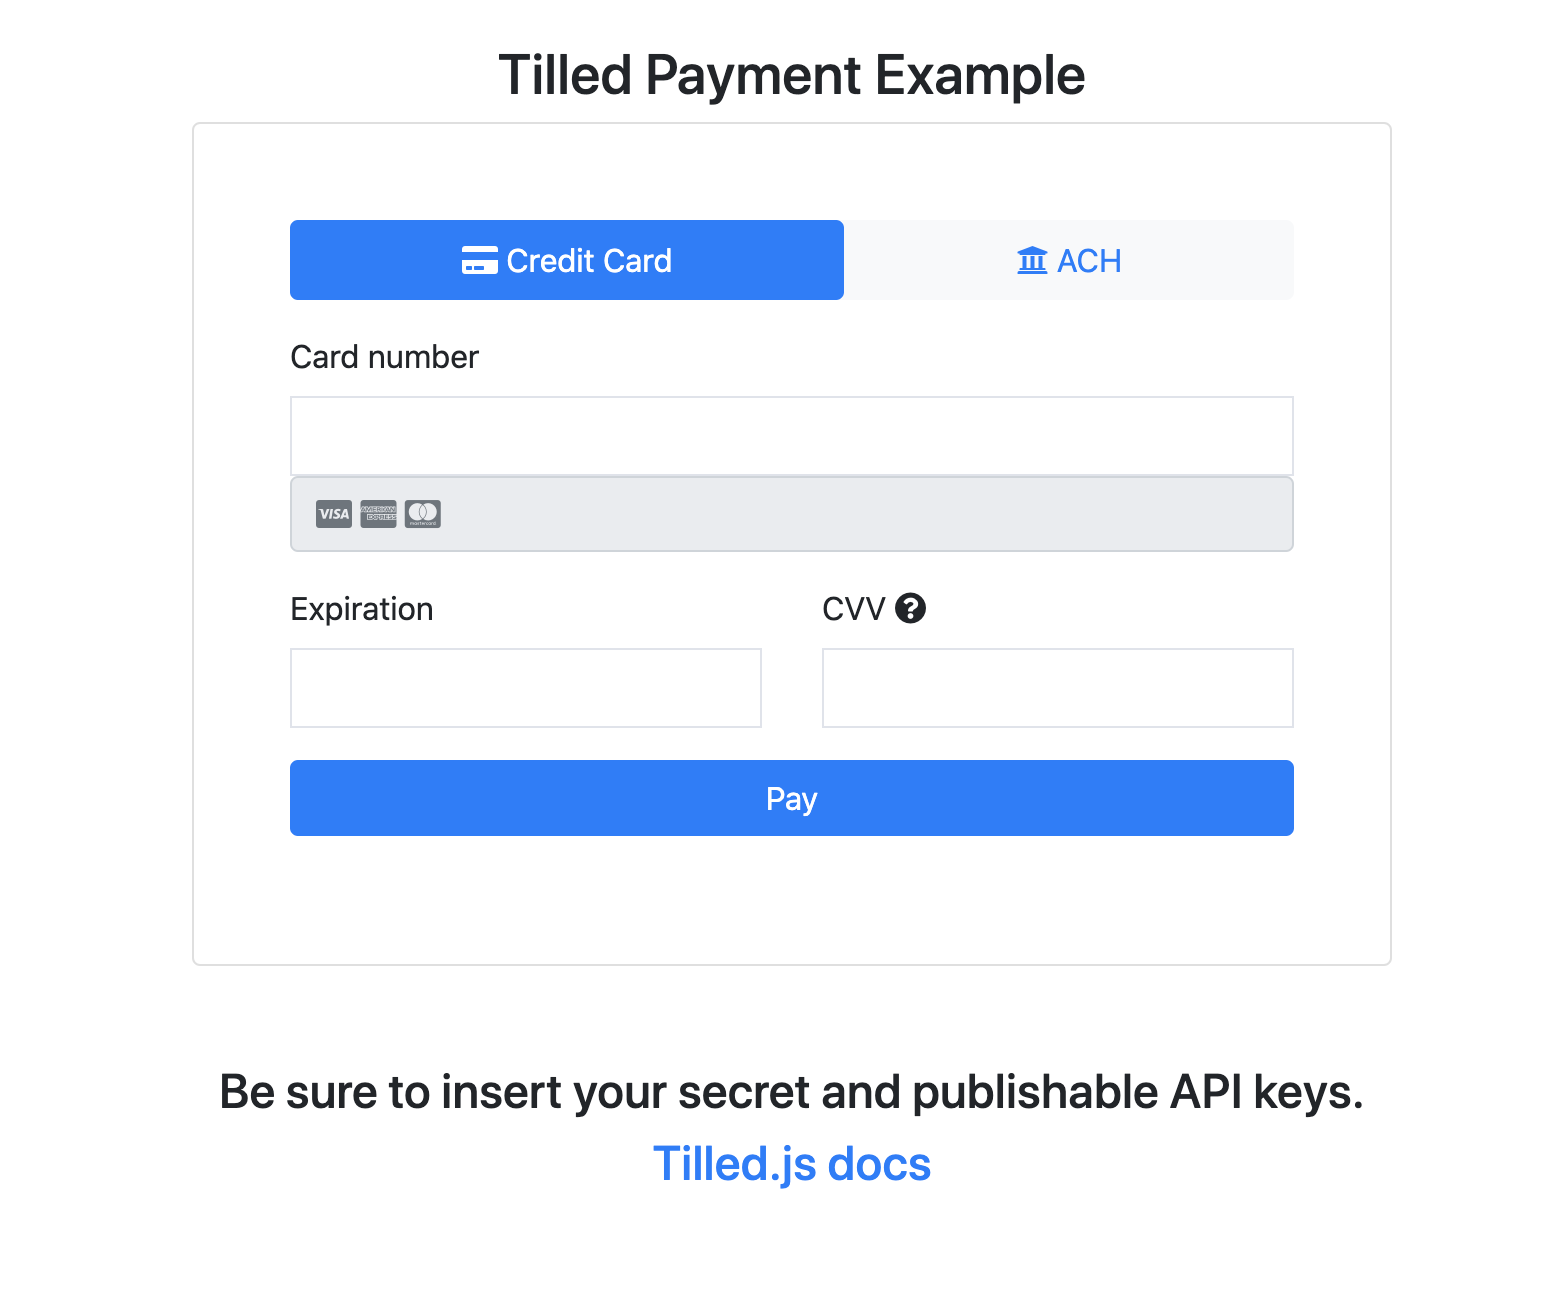 Tilled Payment Example
Credit Card
ACH
Card number
VISA
AMERICAN
EXPRESS
mastercard
Expiration
CVV
?
Pay
Be sure to insert your secret and publishable API keys.
Tilled.js docs